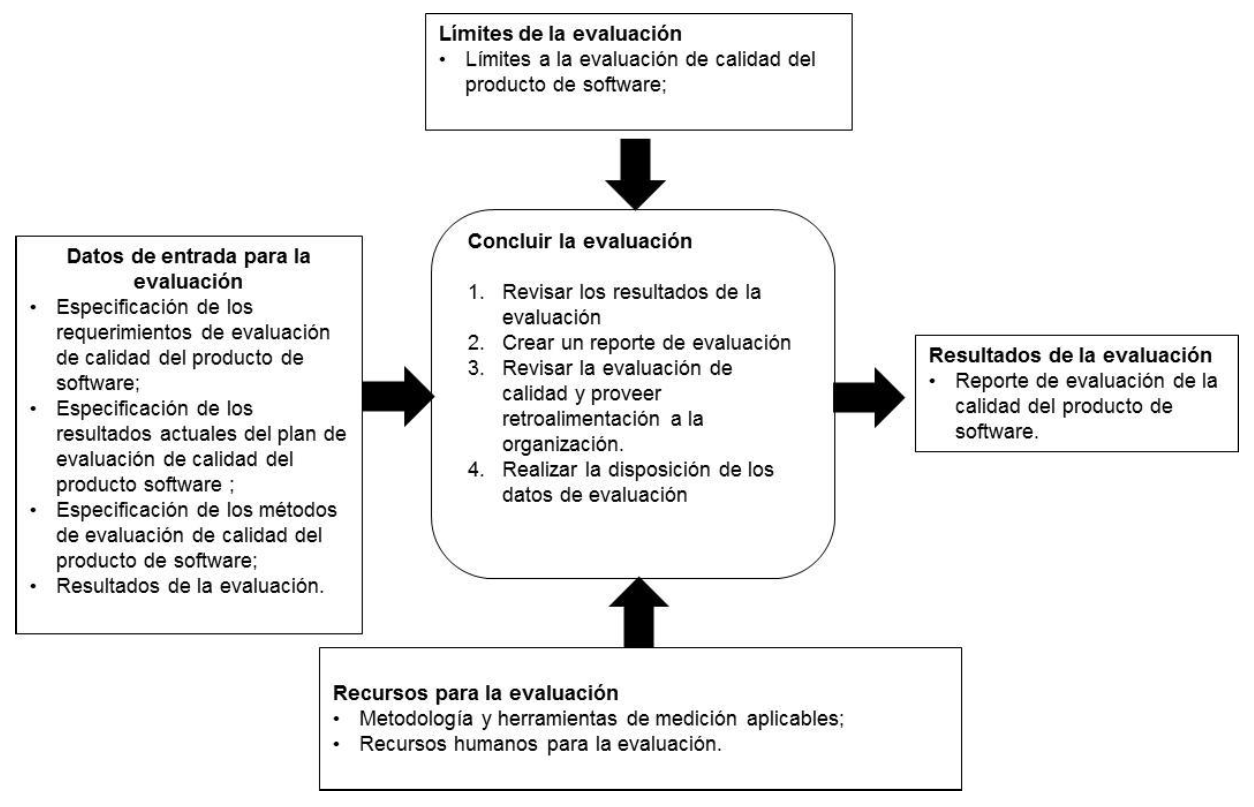 Límites de la evaluación
• Límites a la evaluación de calidad del
producto de software;
Datos de entrada para la
evaluación
• Especificación de los
requerimientos de evaluación
de calidad del producto de
software;
• Especificación de los
resultados actuales del plan de
evaluación de calidad del
producto software ;
• Especificación de los métodos
de evaluación de calidad del
producto de software;
• Resultados de la evaluación.
Concluir la evaluación
1. Revisar los resultados de la
evaluación
2. Crear un reporte de evaluación
3. Revisar la evaluación de
calidad y proveer
retroalimentación a la
organización.
4. Realizar la disposición de los
datos de evaluación
Resultados de la evaluación
• Reporte de evaluación de la
calidad del producto de
software.
Recursos para la evaluación
• Metodología y herramientas de medición aplicables;
• Recursos humanos para la evaluación.